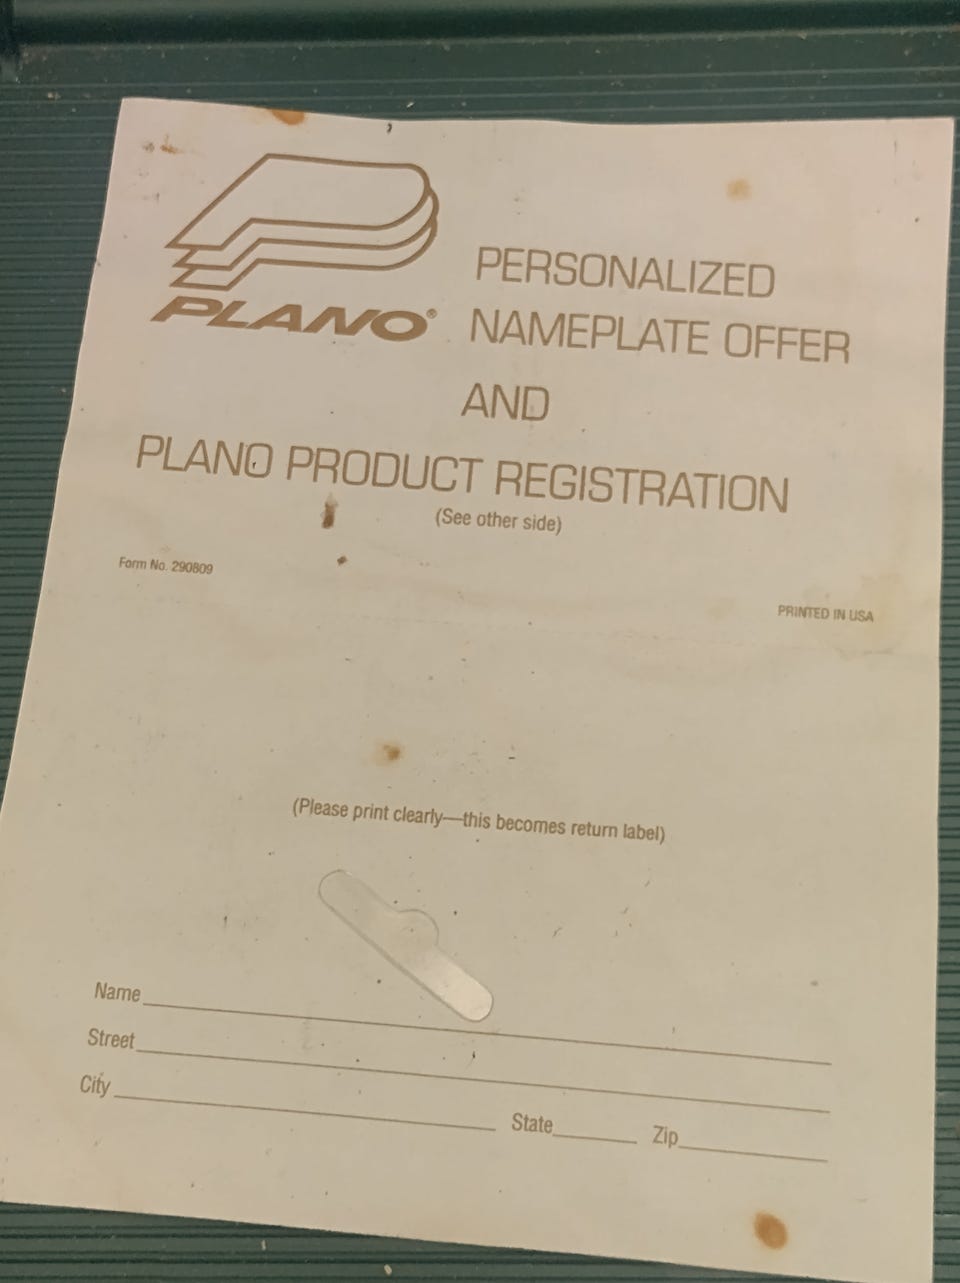 PLANO®
PERSONALIZED
NAMEPLATE OFFER
AND
PLANO PRODUCT REGISTRATION
(See other side)
Form No. 290809
PRINTED IN USA
(Please print clearly—this becomes return label)
Name
Street
City State Zip